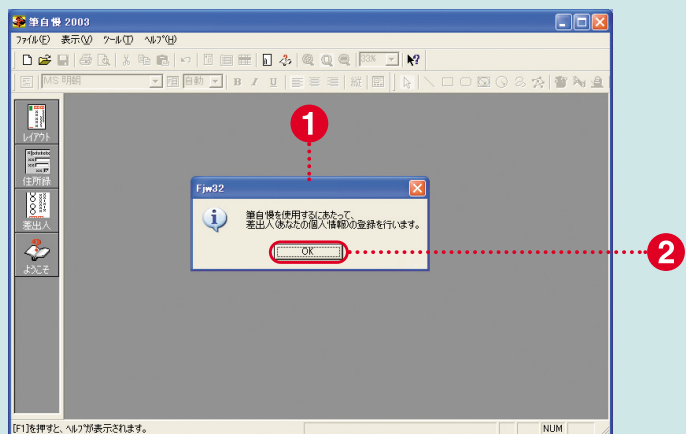 筆自慢 2003
ファイル(F) 表示(V) ツール(T) ヘルプ(H)
33%
MS 明朝 自動 B I U
レイアウト
住所録
差出人
ようこそ
1
Fjw32
筆自慢を使用するにあたって、
差出人(あなたの個人情報)の登録を行います。
OK
2
[F1]を押すと、ヘルプが表示されます。 NUM